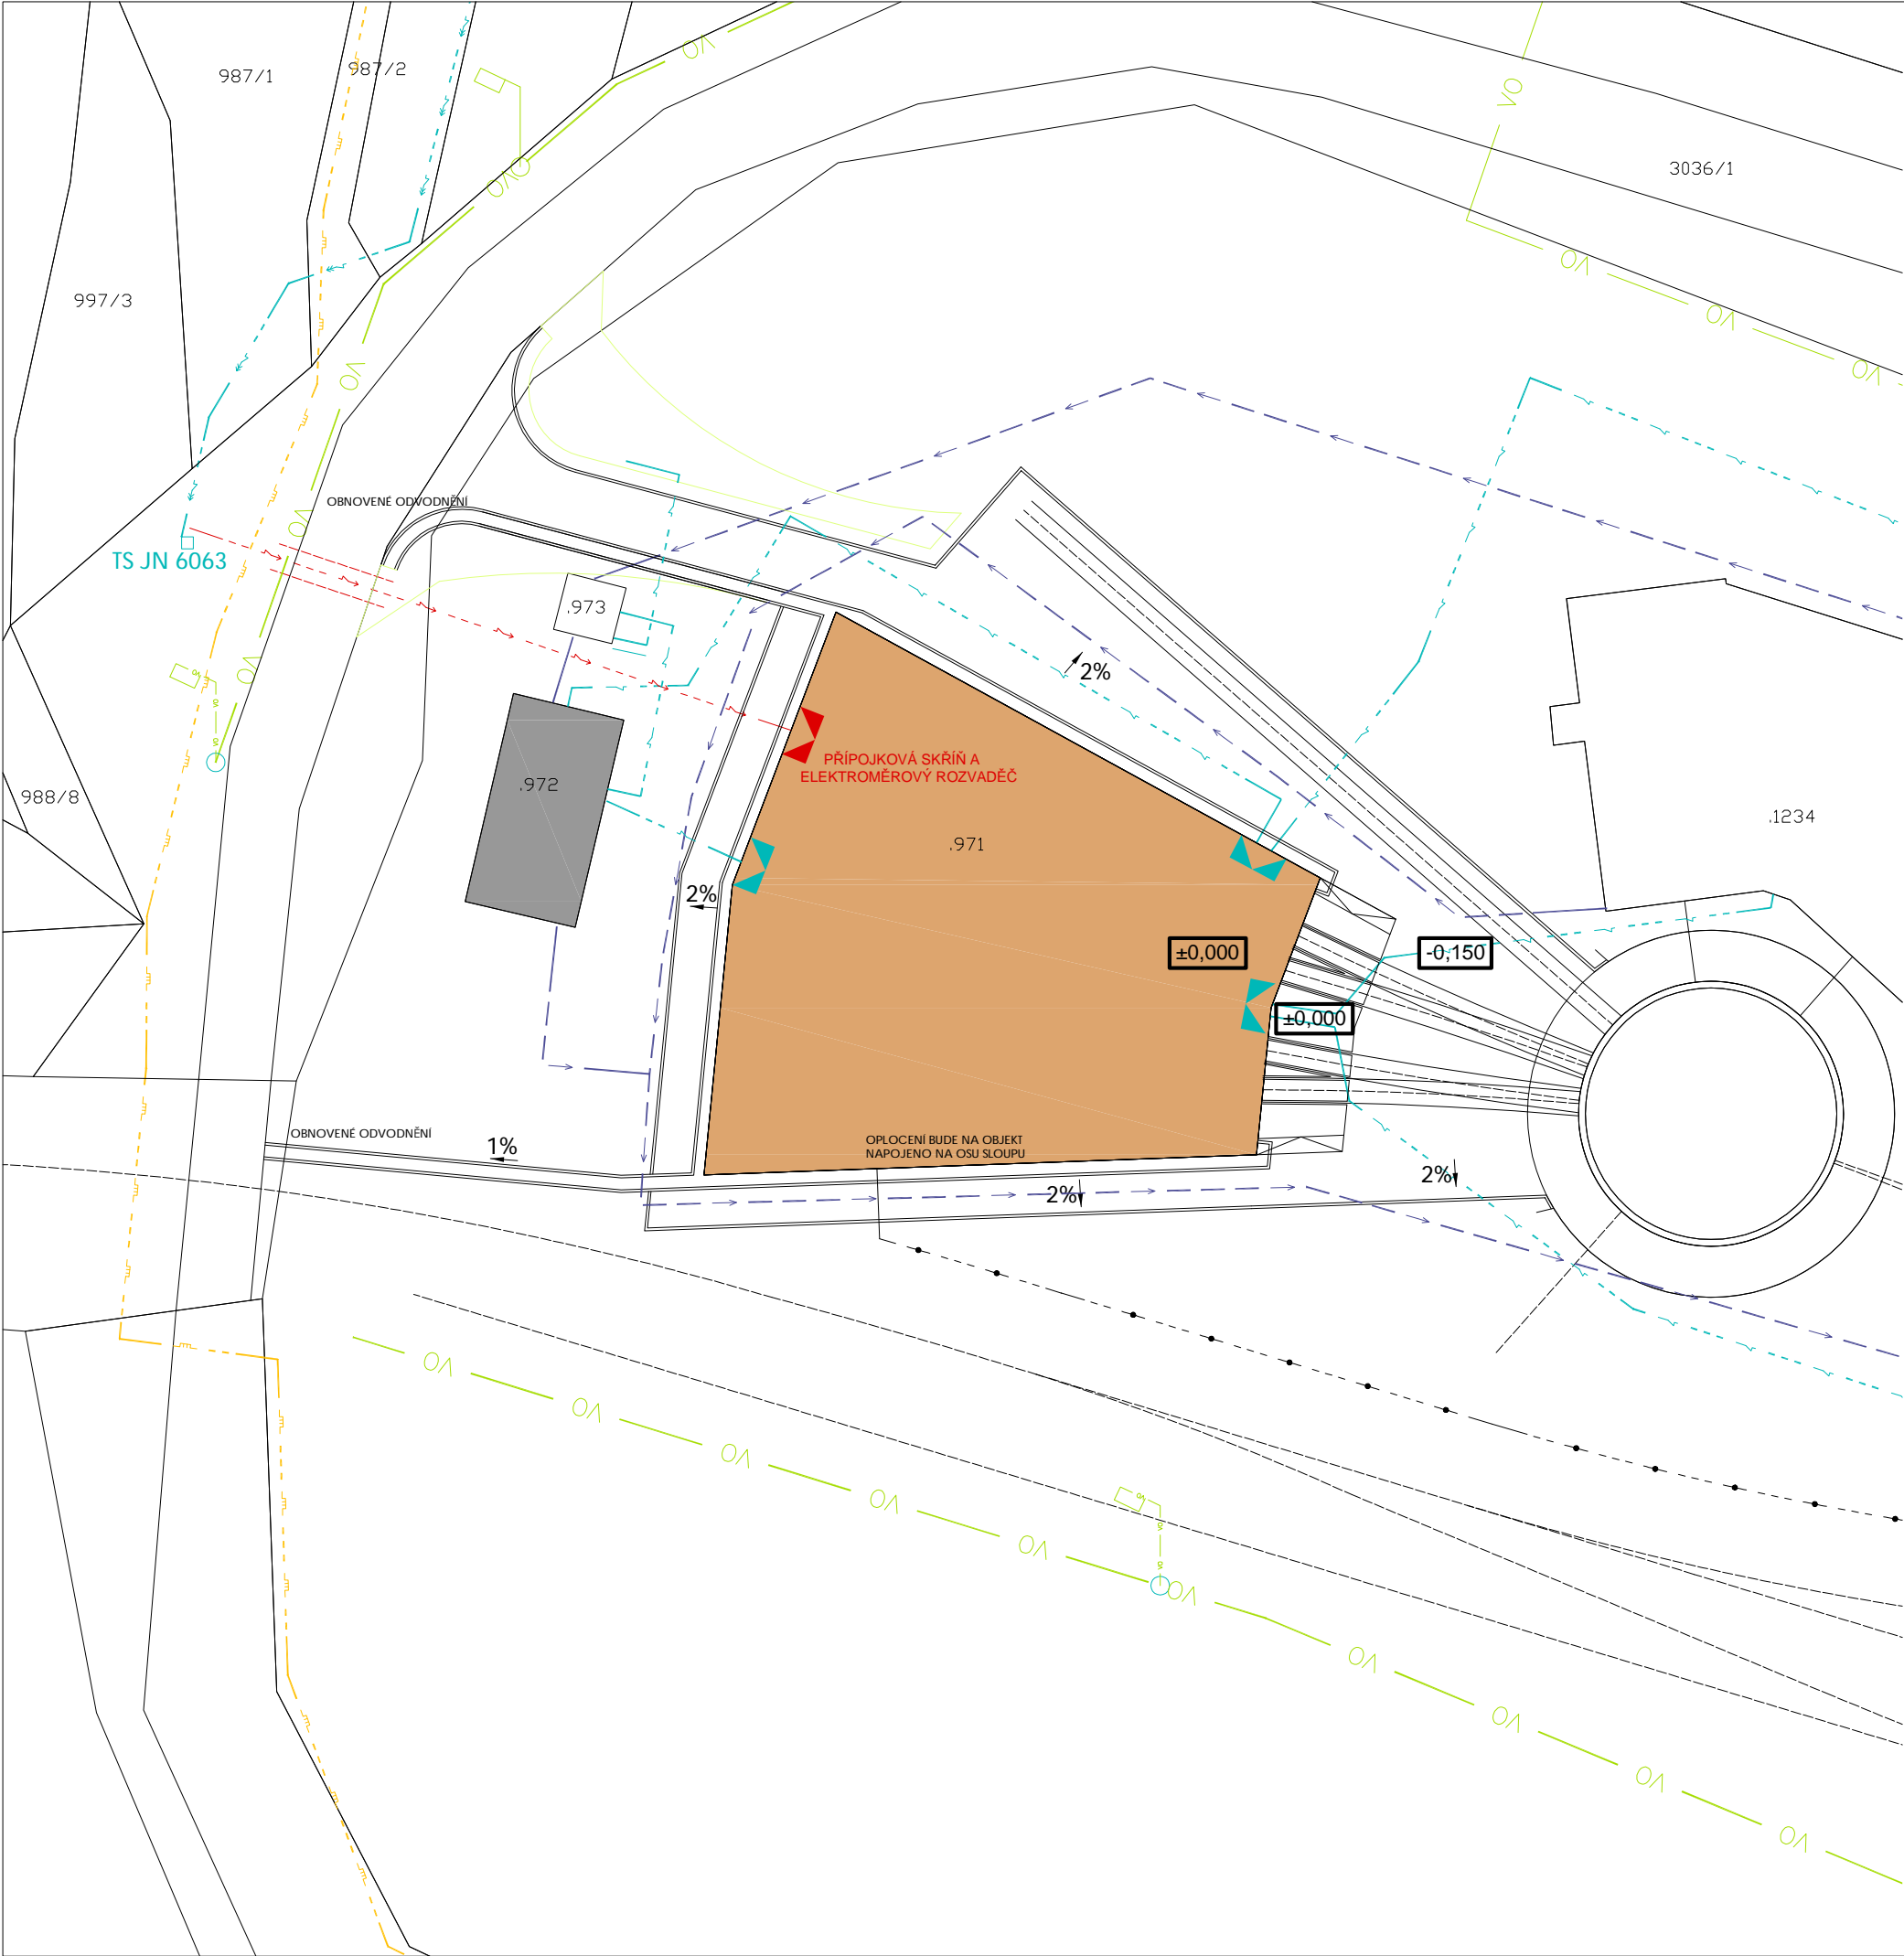 987/1
987/2
VO
VO
VO
3036/1
VO
997/3
VO
VO
VO
OBNOVENÉ ODVODNĚNÍ
VO
TS JN 6063
.973
VO
2%
PŘÍPOJKOVÁ SKŘÍŇ A
ELEKTROMĚROVÝ ROZVADĚČ
.972
988/8
.971
.1234
2%
±0,000
-0,150
±0,000
OBNOVENÉ ODVODNĚNÍ
1%
OPLOCENÍ BUDE NA OBJEKT
NAPOJENO NA OSU SLOUPU
2%
2%
VO
VO
VO
VO
VO
VO
VO
VO
VO
VO